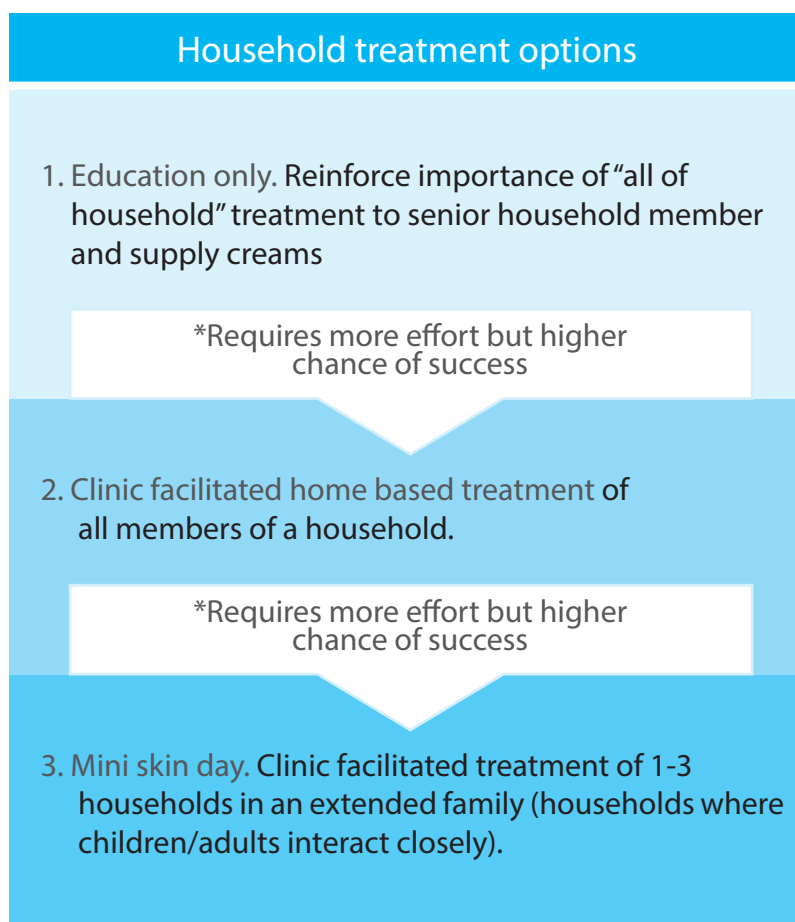 Household treatment options
1. Education only. Reinforce importance of “all of
household” treatment to senior household member
and supply creams
*Requires more effort but higher
chance of success
2. Clinic facilitated home based treatment of
all members of a household.
*Requires more effort but higher
chance of success
3. Mini skin day. Clinic facilitated treatment of 1-3
households in an extended family (households where
children/adults interact closely).